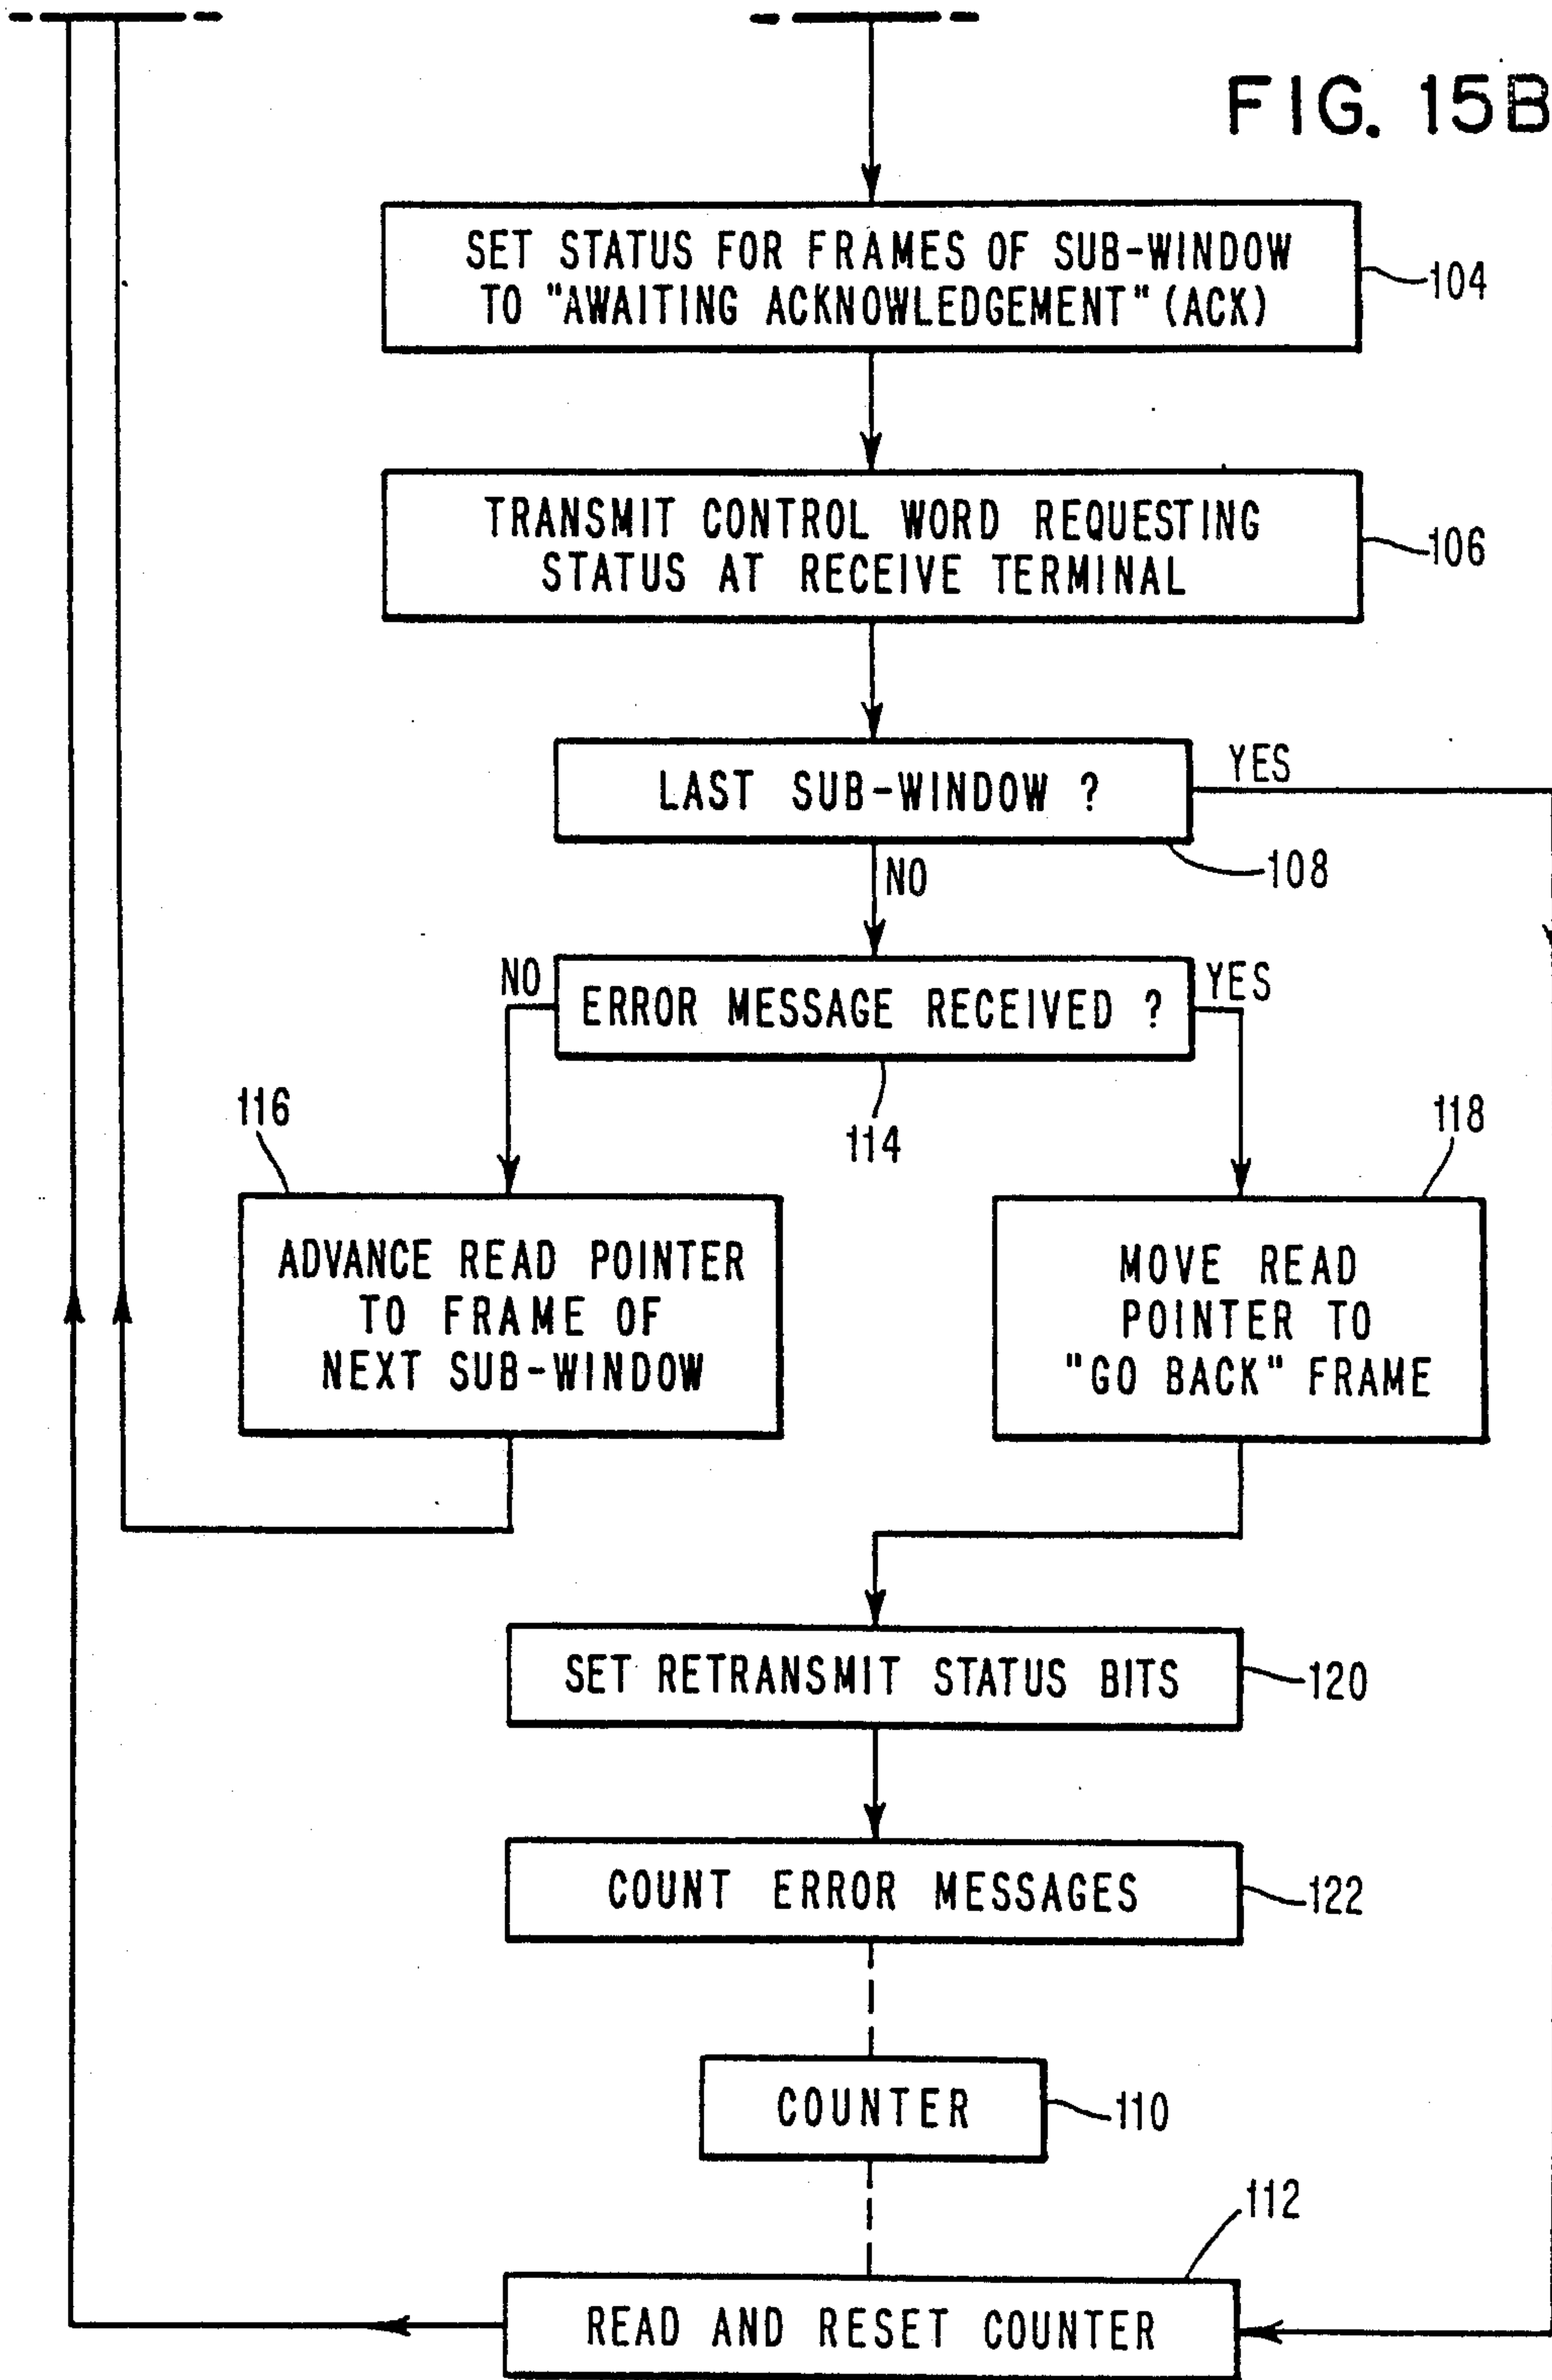 FIG. 15B
SET STATUS FOR FRAMES OF SUB-WINDOW
TO "AWAITING ACKNOWLEDGEMENT" (ACK)
104
TRANSMIT CONTROL WORD REQUESTING
STATUS AT RECEIVE TERMINAL
106
LAST SUB-WINDOW ?
YES
108
NO
NO
ERROR MESSAGE RECEIVED ?
YES
114
116
118
ADVANCE READ POINTER
TO FRAME OF
NEXT SUB-WINDOW
MOVE READ
POINTER TO
"GO BACK" FRAME
SET RETRANSMIT STATUS BITS
120
COUNT ERROR MESSAGES
122
COUNTER
110
112
READ AND RESET COUNTER